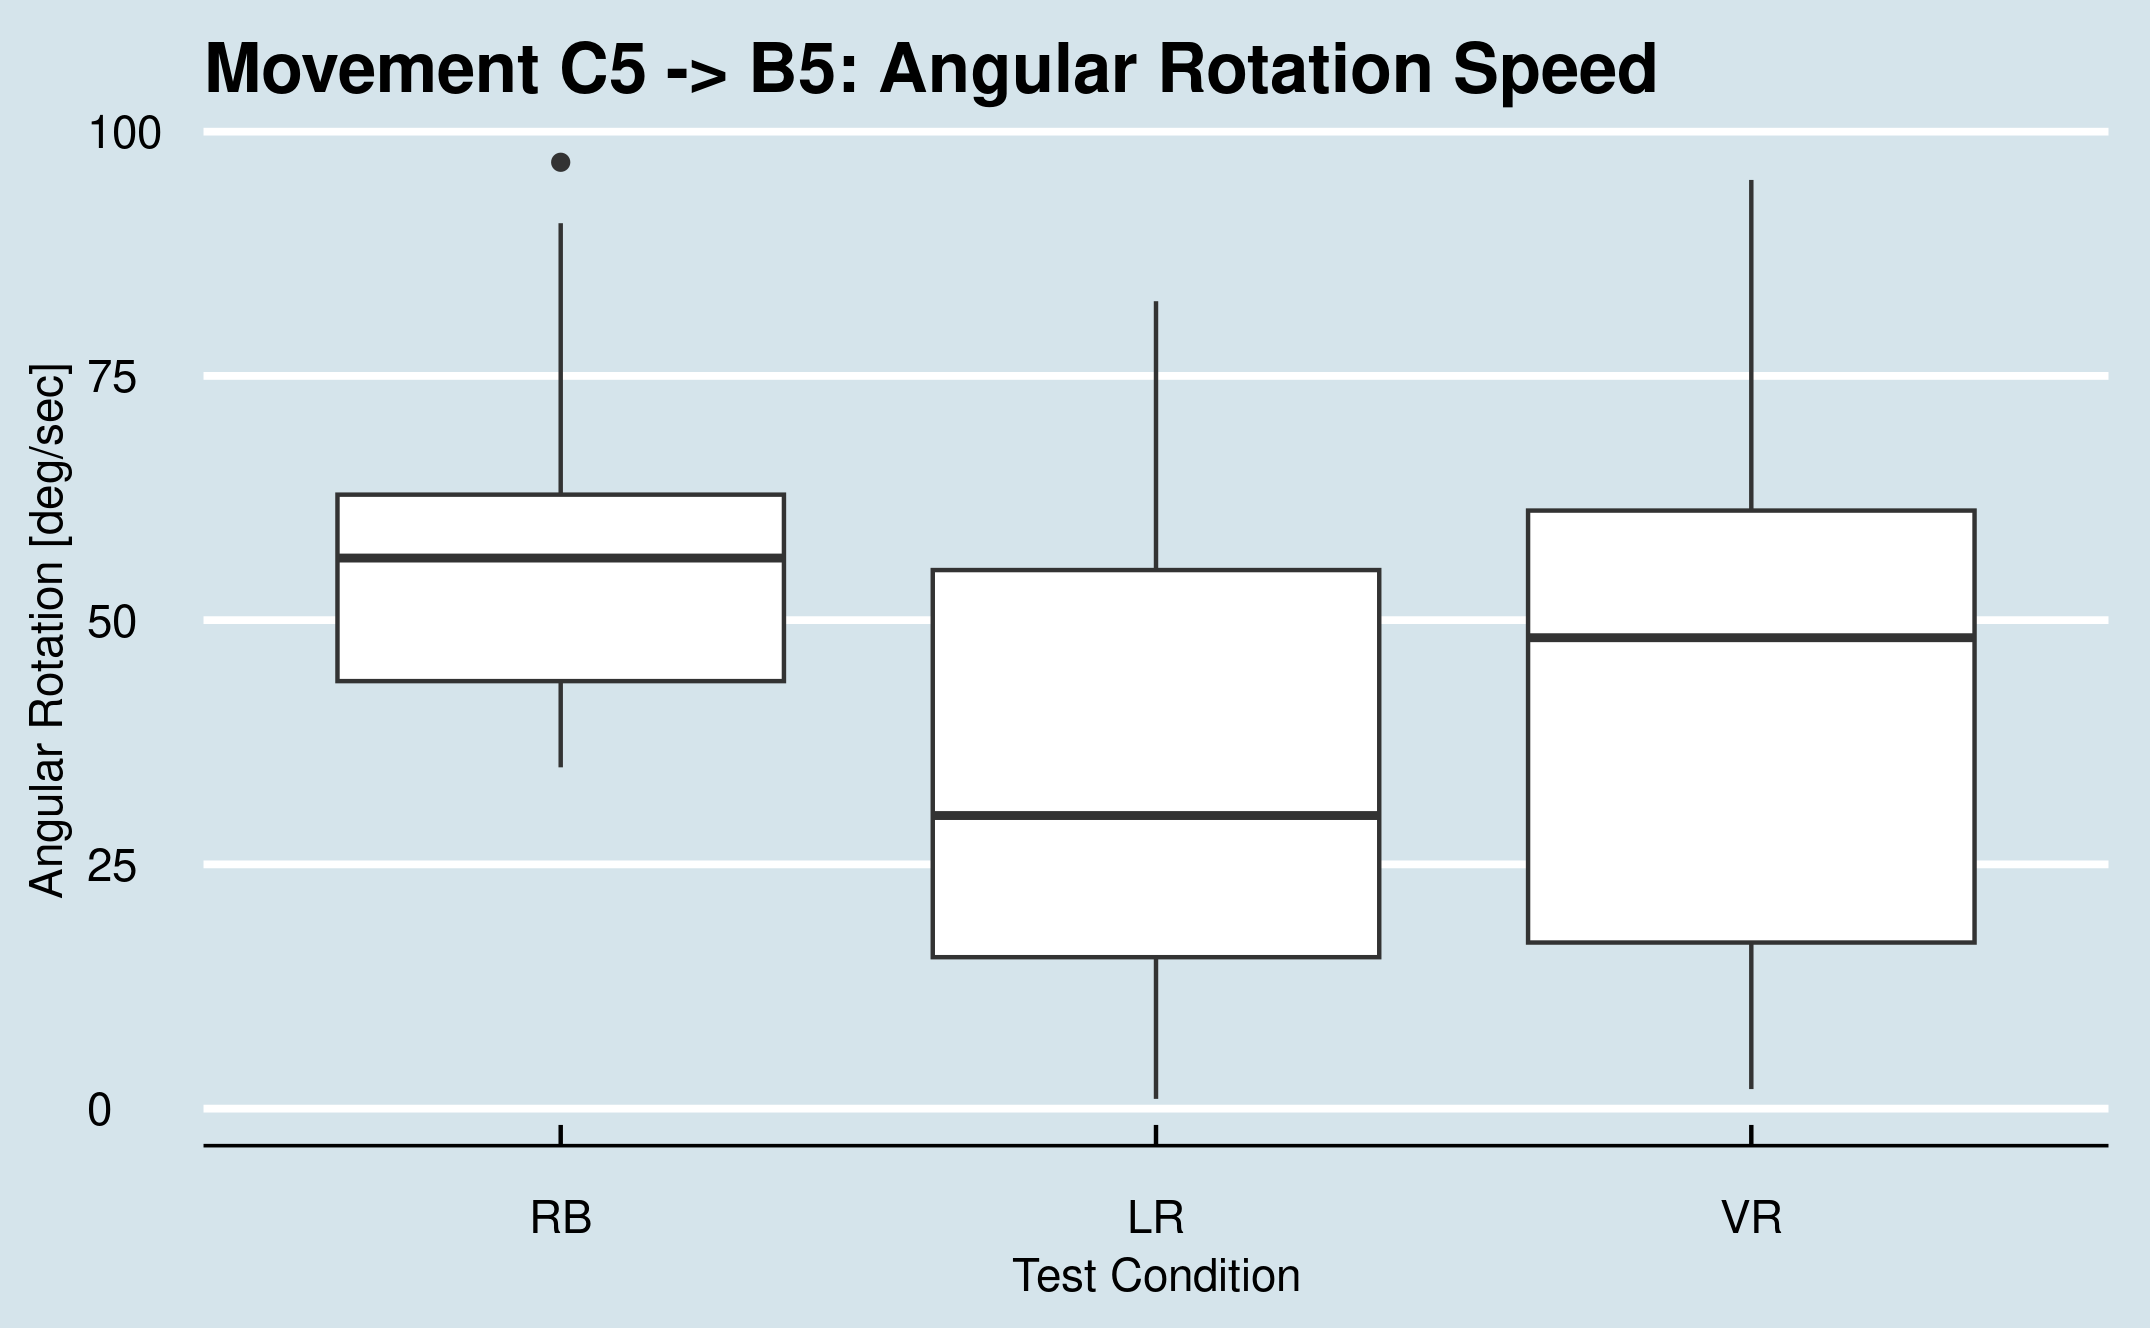 Movement C5 -> B5: Angular Rotation Speed
Angular Rotation [deg/sec]
100
75
50
25
0
RB
LR
VR
Test Condition